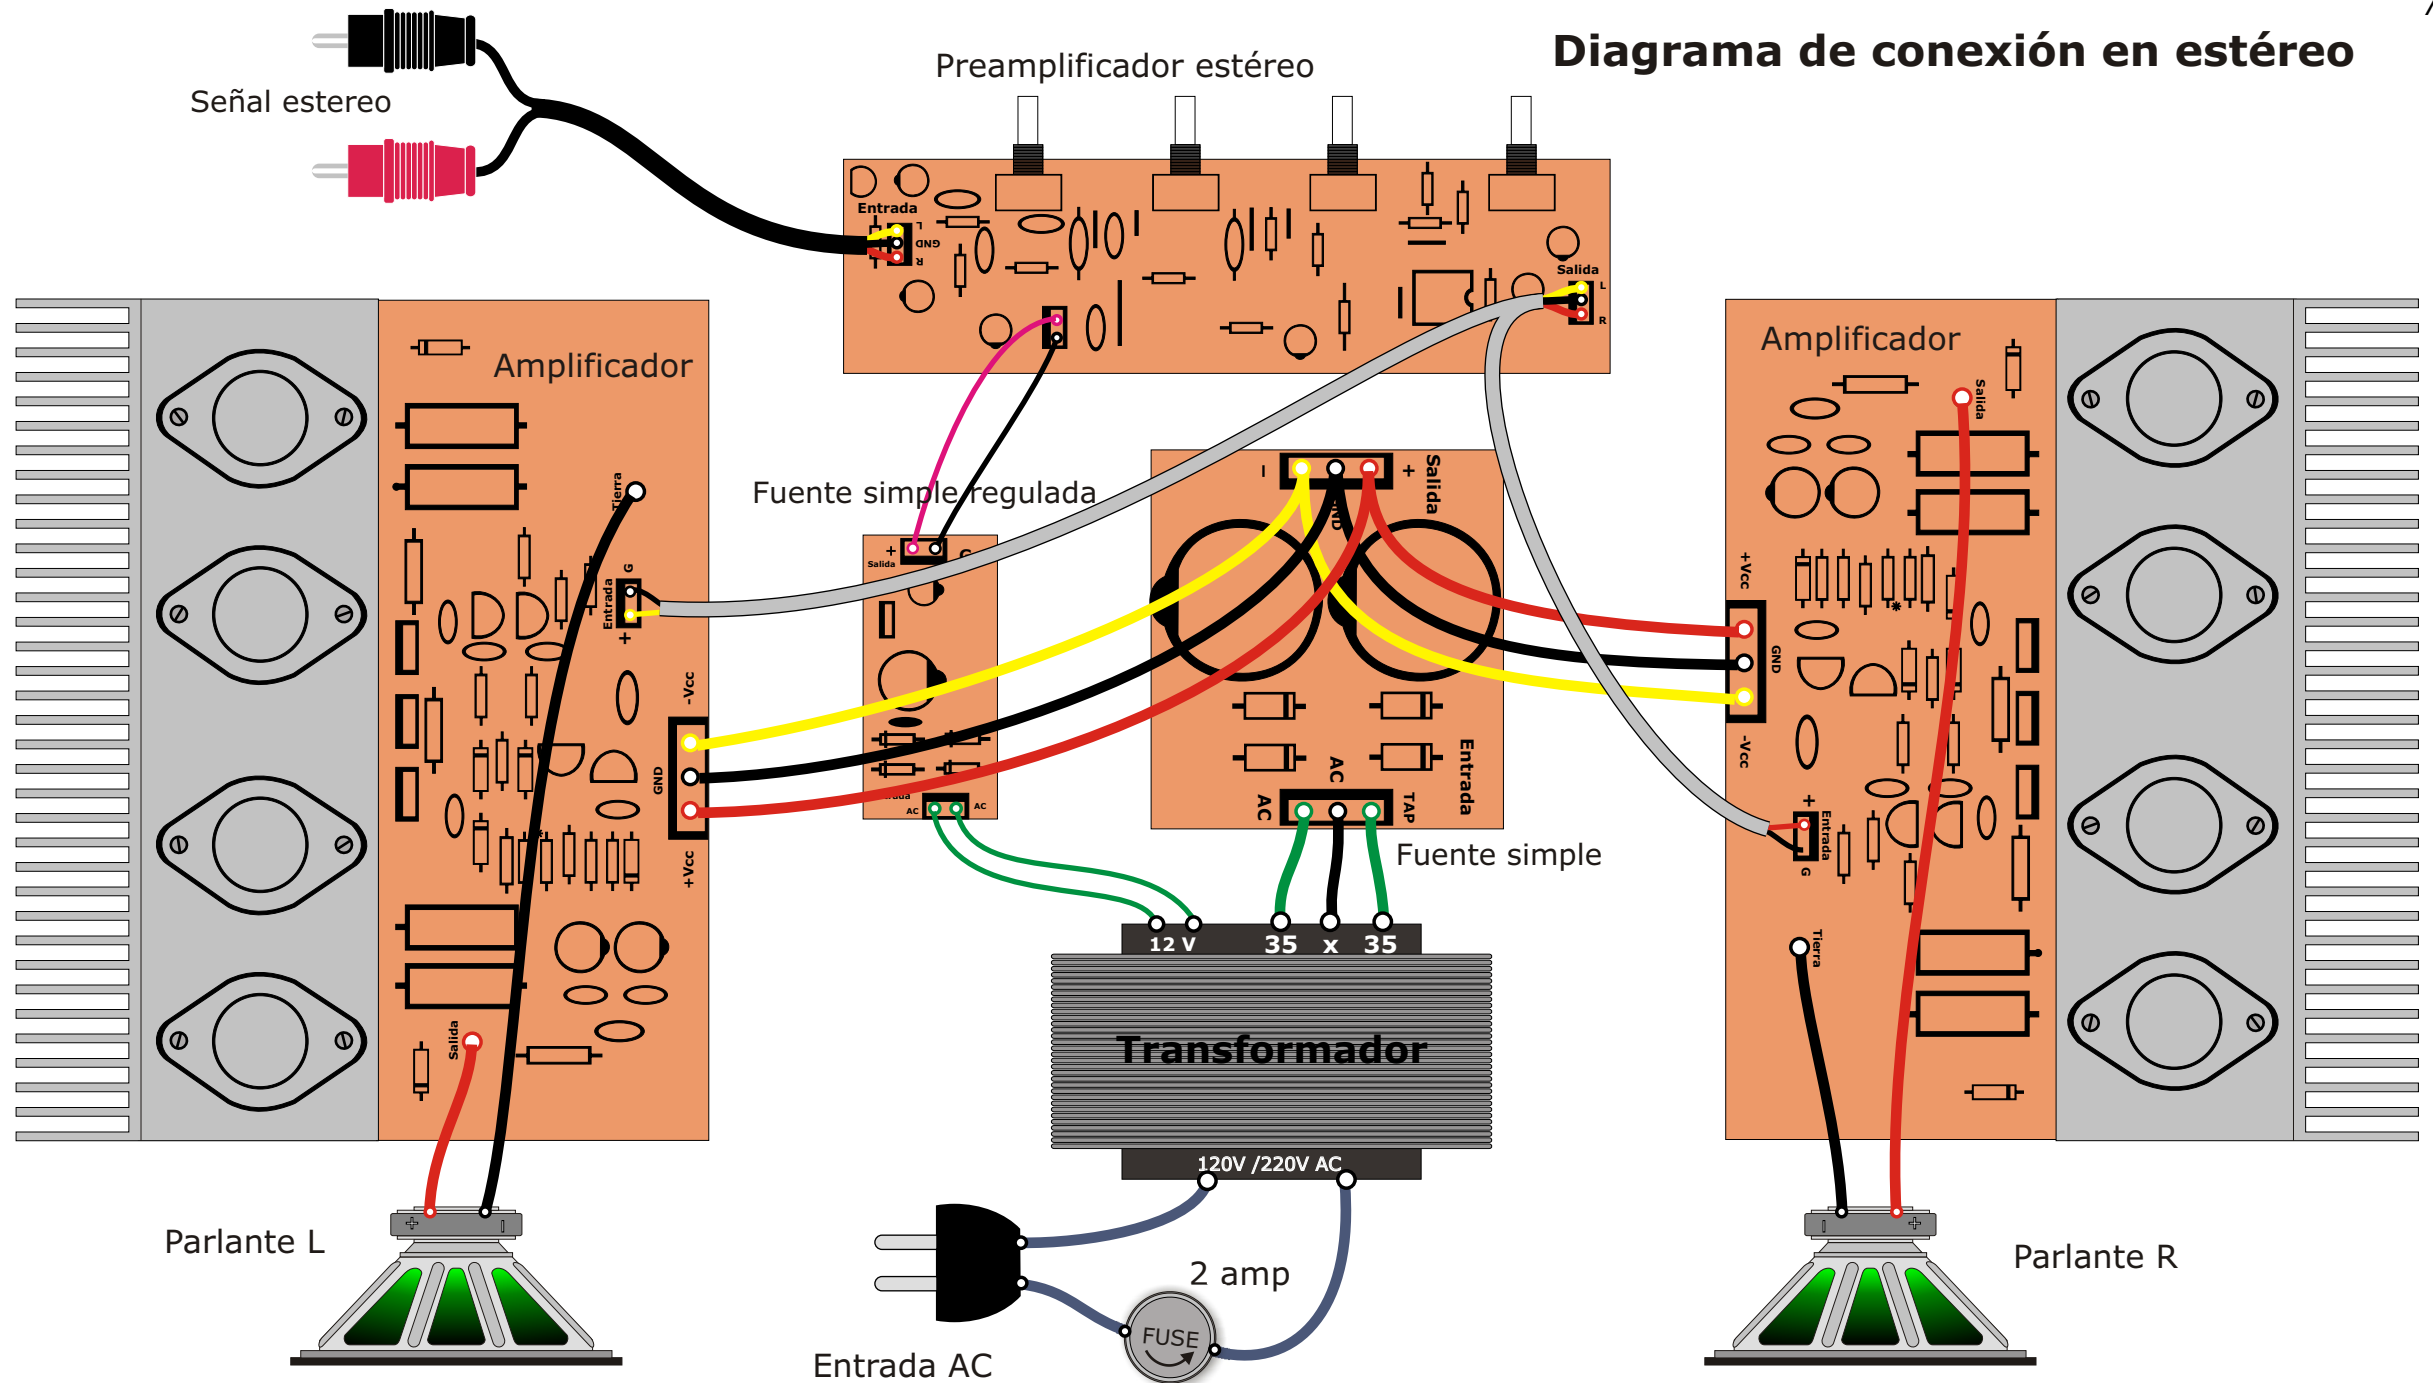 Diagrama de conexión en estéreo
Preamplificador estéreo
Señal estereo
Entrada
L
GND
R
Salida
L
R
Amplificador
Tierra
G
Entrada
+
-Vcc
GND
+Vcc
Salida
Fuente simple regulada
+
Salida
AC
AC
–
+
Salida
Entrada
AC
AC
TAP
Fuente simple
Amplificador
Salida
+Vcc
GND
-Vcc
+
Entrada
G
Tierra
12 V
35 x 35
Transformador
120V /220V AC
2 amp
FUSE
Entrada AC
Parlante L
+
Parlante R
+